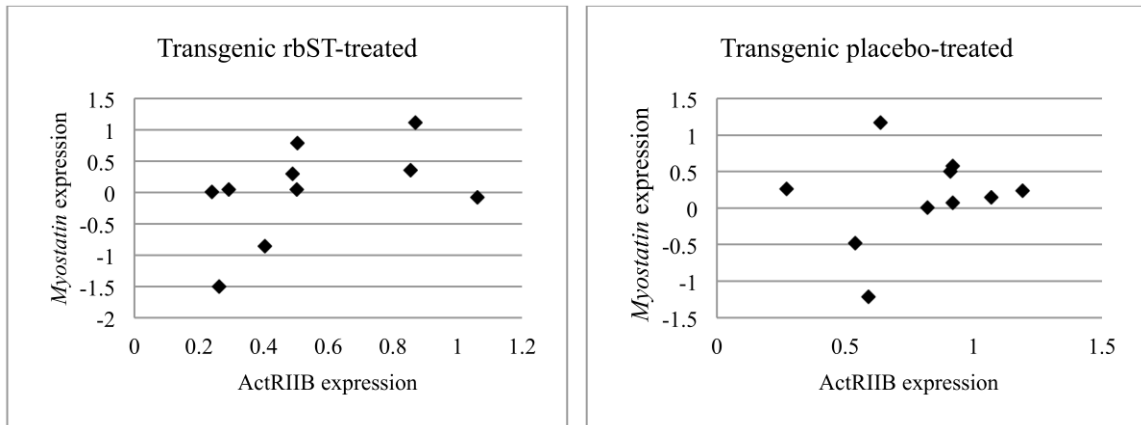 Transgenic rbST-treated
Myostatin expression
1.5
1
0.5
0
-0.5
-1
-1.5
-2
0 0.2 0.4 0.6 0.8 1 1.2
ActRIIB expression
Transgenic placebo-treated
Myostatin expression
1.5
1
0.5
0
-0.5
-1
-1.5
0 0.5 1 1.5
ActRIIB expression